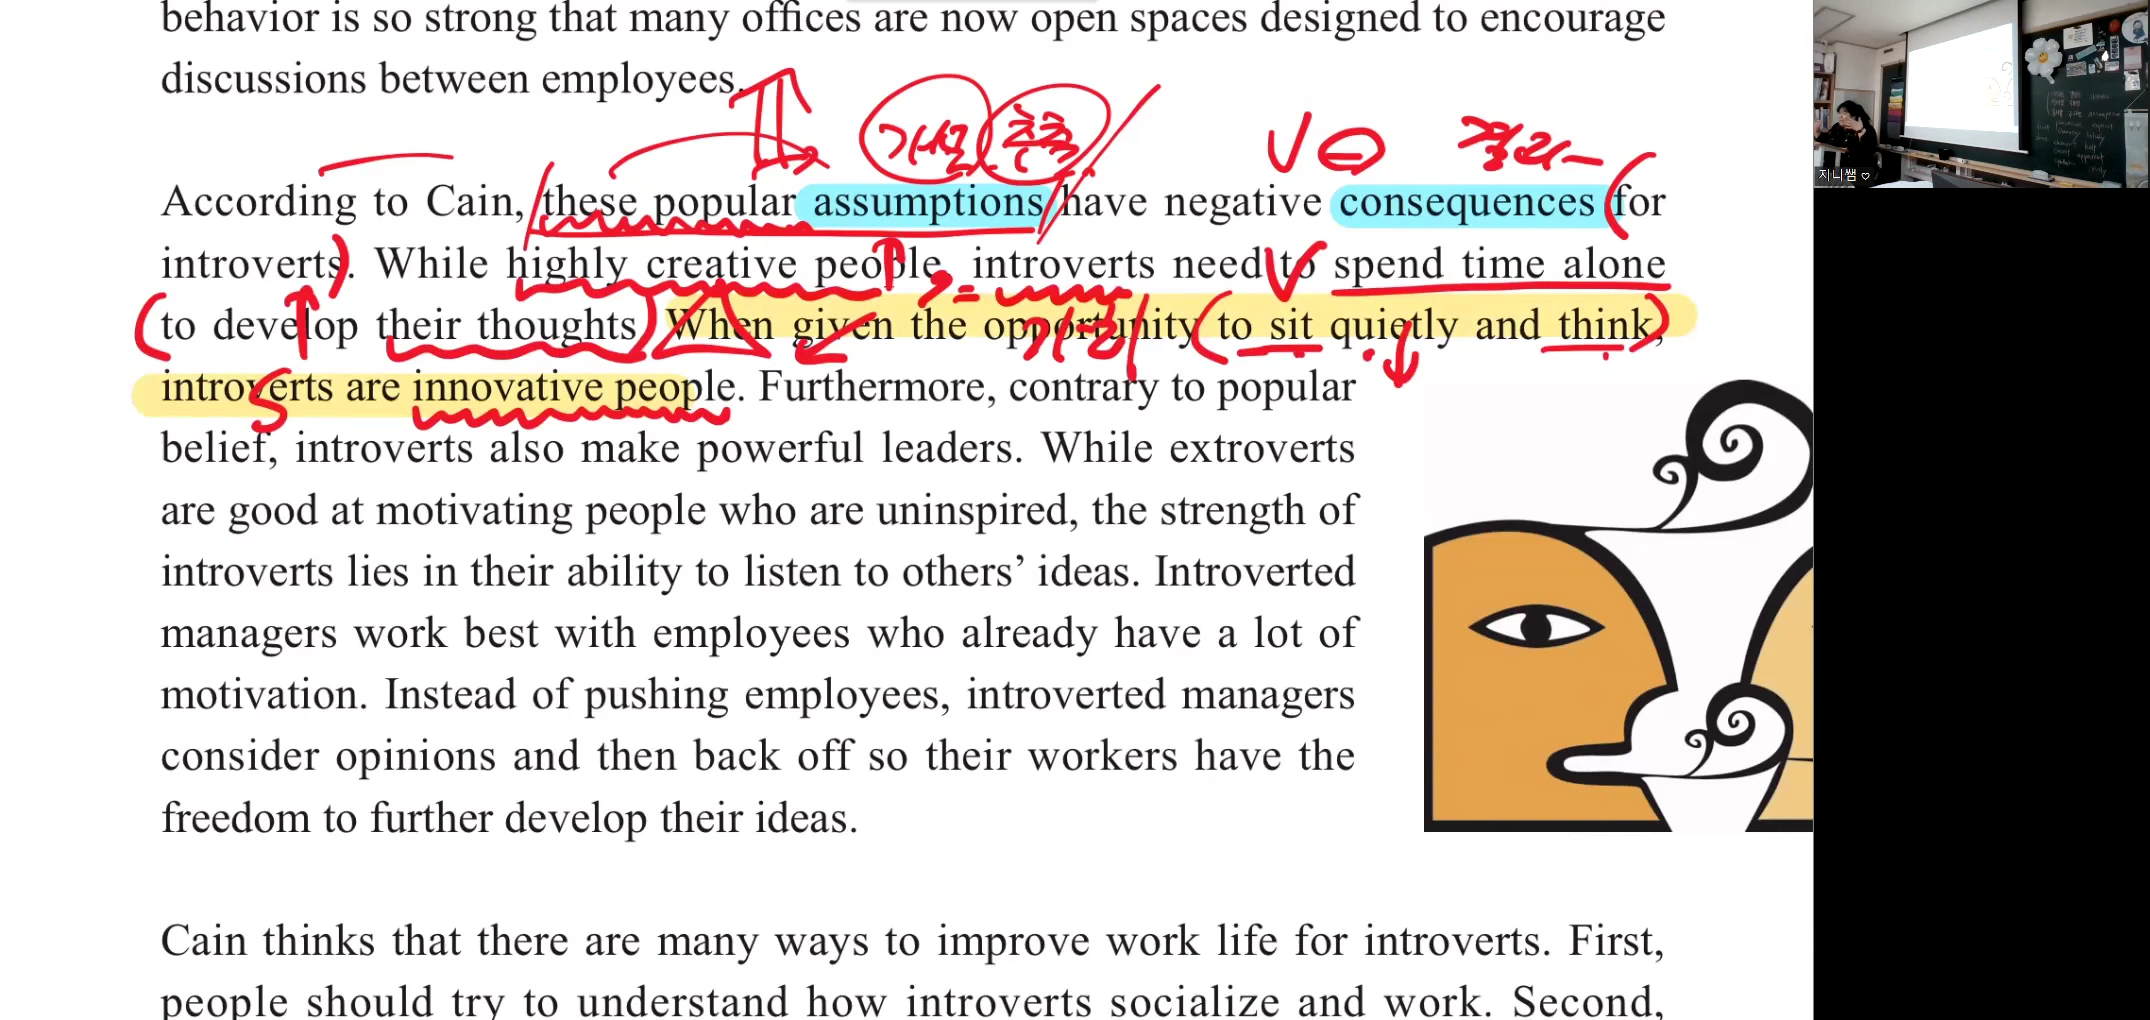 behavior is so strong that many offices are now open spaces designed to encourage
discussions between employees.
가설 추측
결과
According to Cain, these popular assumptions have negative consequences for
introverts. While highly creative people, introverts need to spend time alone
to develop their thoughts. When given the opportunity to sit quietly and think,
기회
introverts are innovative people. Furthermore, contrary to popular
belief, introverts also make powerful leaders. While extroverts
are good at motivating people who are uninspired, the strength of
introverts lies in their ability to listen to others’ ideas. Introverted
managers work best with employees who already have a lot of
motivation. Instead of pushing employees, introverted managers
consider opinions and then back off so their workers have the
freedom to further develop their ideas.
Cain thinks that there are many ways to improve work life for introverts. First,
people should try to understand how introverts socialize and work. Second,
지니쌤